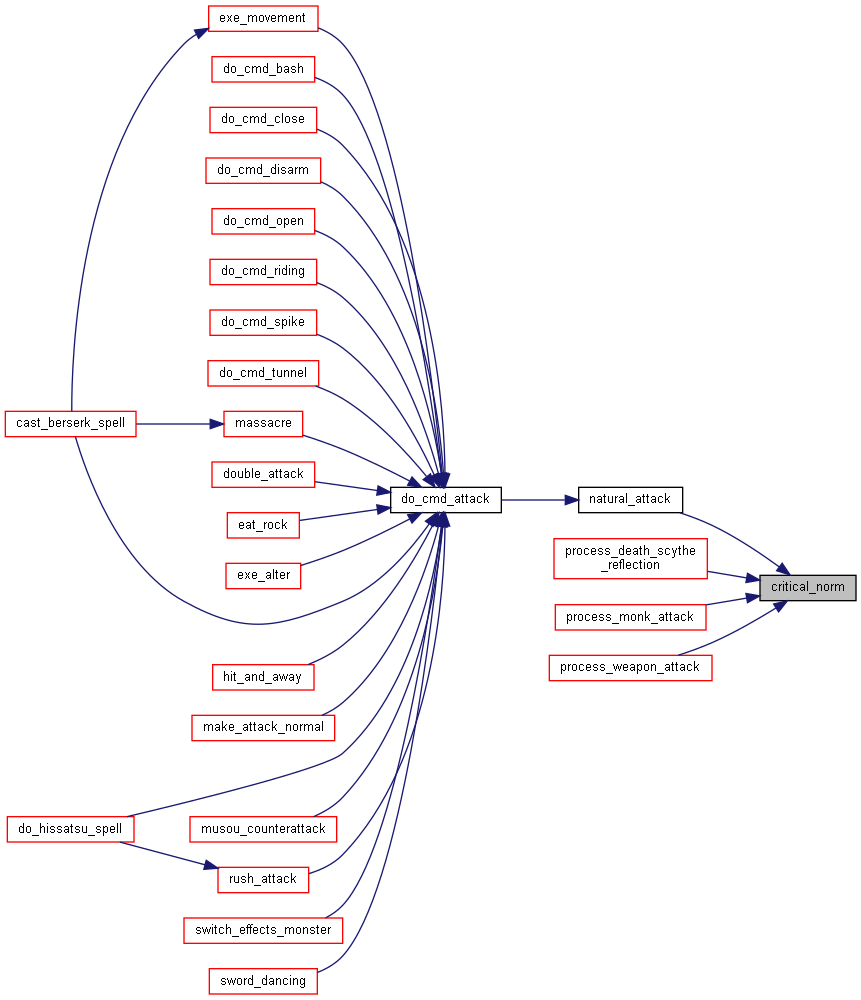 exe_movement
do_cmd_bash
do_cmd_close
do_cmd_disarm
do_cmd_open
do_cmd_riding
do_cmd_spike
do_cmd_tunnel
cast_berserk_spell
massacre
double_attack
do_cmd_attack
natural_attack
eat_rock
process_death_scythe
_reflection
exe_alter
critical_norm
process_monk_attack
hit_and_away
process_weapon_attack
make_attack_normal
do_hissatsu_spell
musou_counterattack
rush_attack
switch_effects_monster
sword_dancing